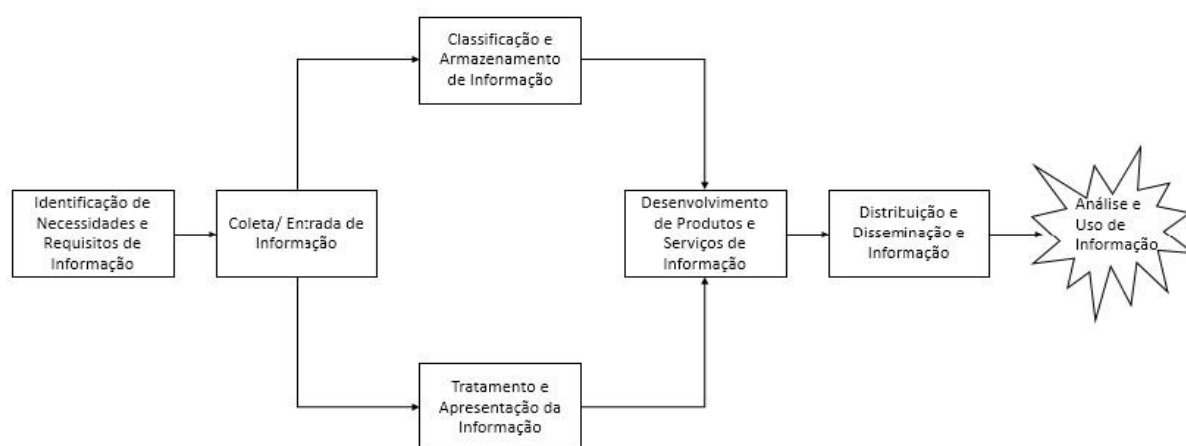 Classificação e
Armazenamento
de Informação
Identificação de
Necessidades e
Requisitos de
Informação
Coleta/ Entrada de
Informação
Desenvolvimento
de Produtos e
Serviços de
Informação
Distribuição e
Disseminação e
Informação
Análise e
Uso de
Informação
Tratamento e
Apresentação da
Informação